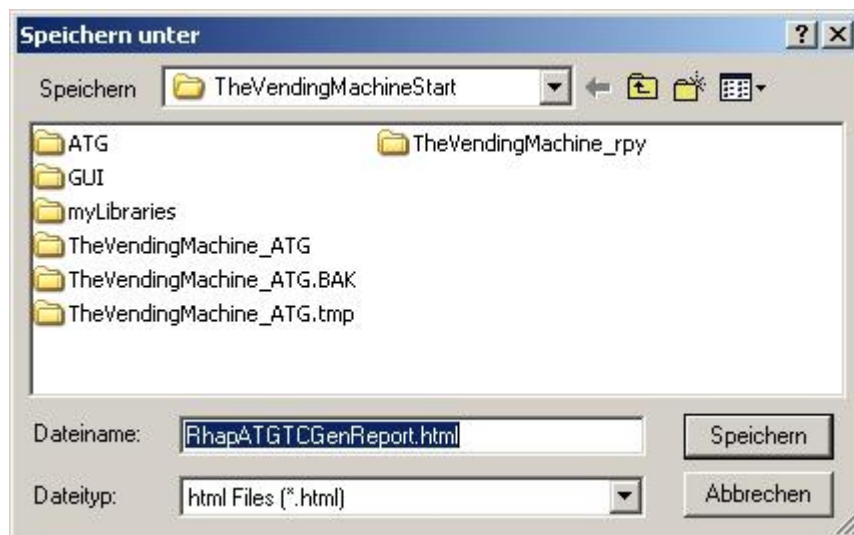 Speichern unter
Speichern TheVendingMachineStart
ATG
GUI
myLibraries
TheVendingMachine_ATG
TheVendingMachine_ATG.BAK
TheVendingMachine_ATG.tmp
TheVendingMachine_rpy
Dateiname: RhapATGTCGenReport.html Speichern
Dateityp: html Files (*.html) Abbrechen